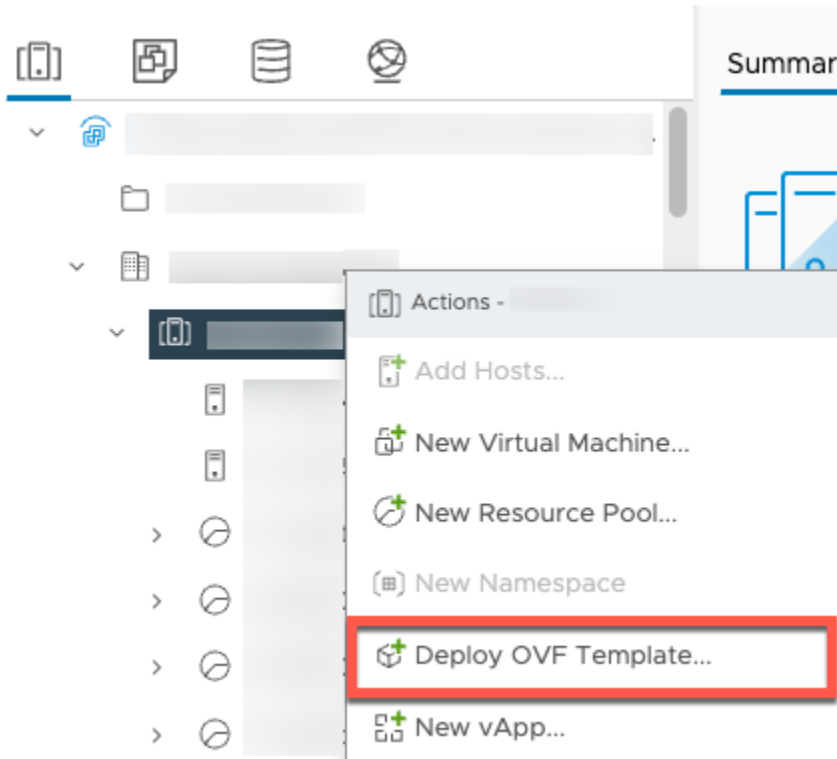 Summar
Actions -
Add Hosts...
New Virtual Machine...
New Resource Pool...
New Namespace
Deploy OVF Template...
New vApp...